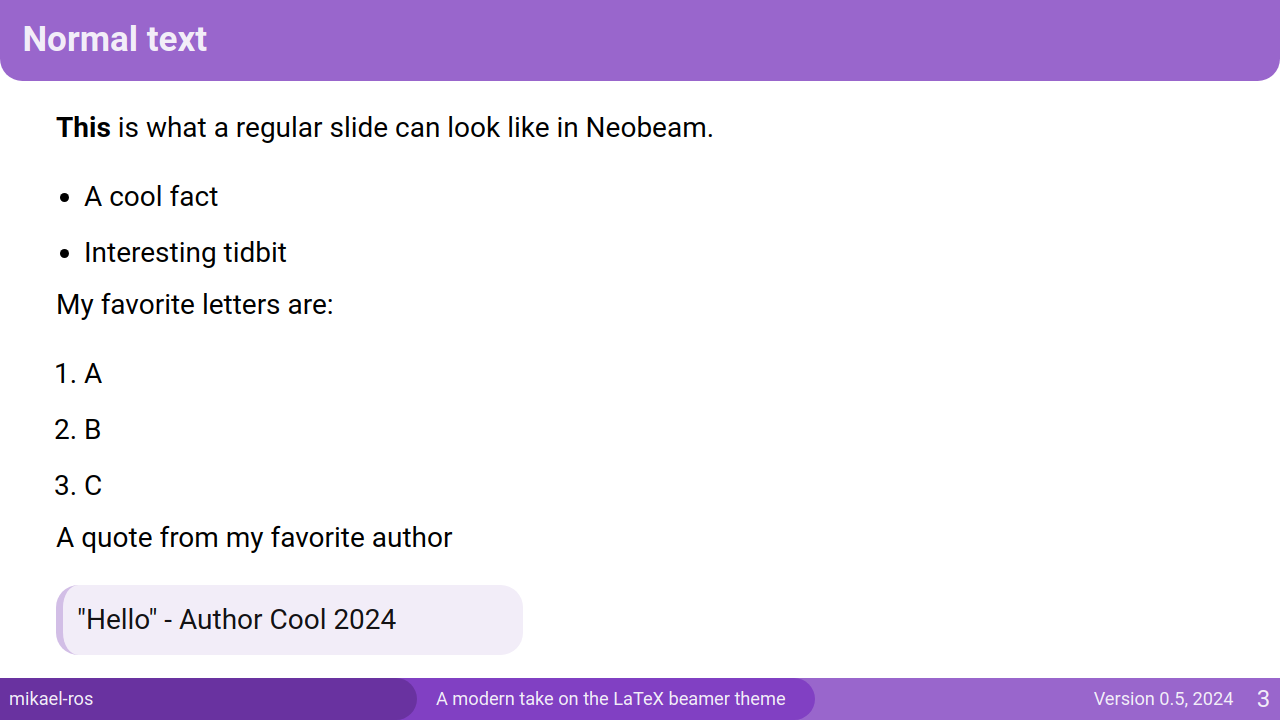 Normal text
This is what a regular slide can look like in Neobeam.
• A cool fact
• Interesting tidbit
My favorite letters are:
1. A
2. B
3. C
A quote from my favorite author
"Hello" - Author Cool 2024
mikael-ros
A modern take on the LaTeX beamer theme
Version 0.5, 2024
3